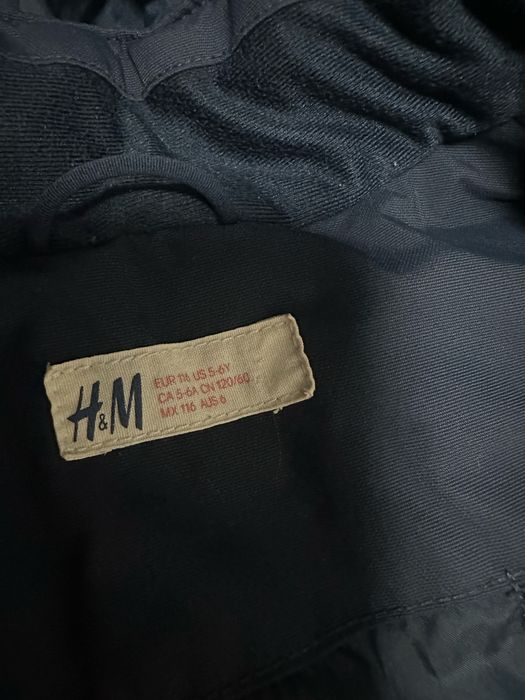 H&M
EUR 116 US 5-6Y
CA 5-6A CN 120/60
MX 116 AUS 6